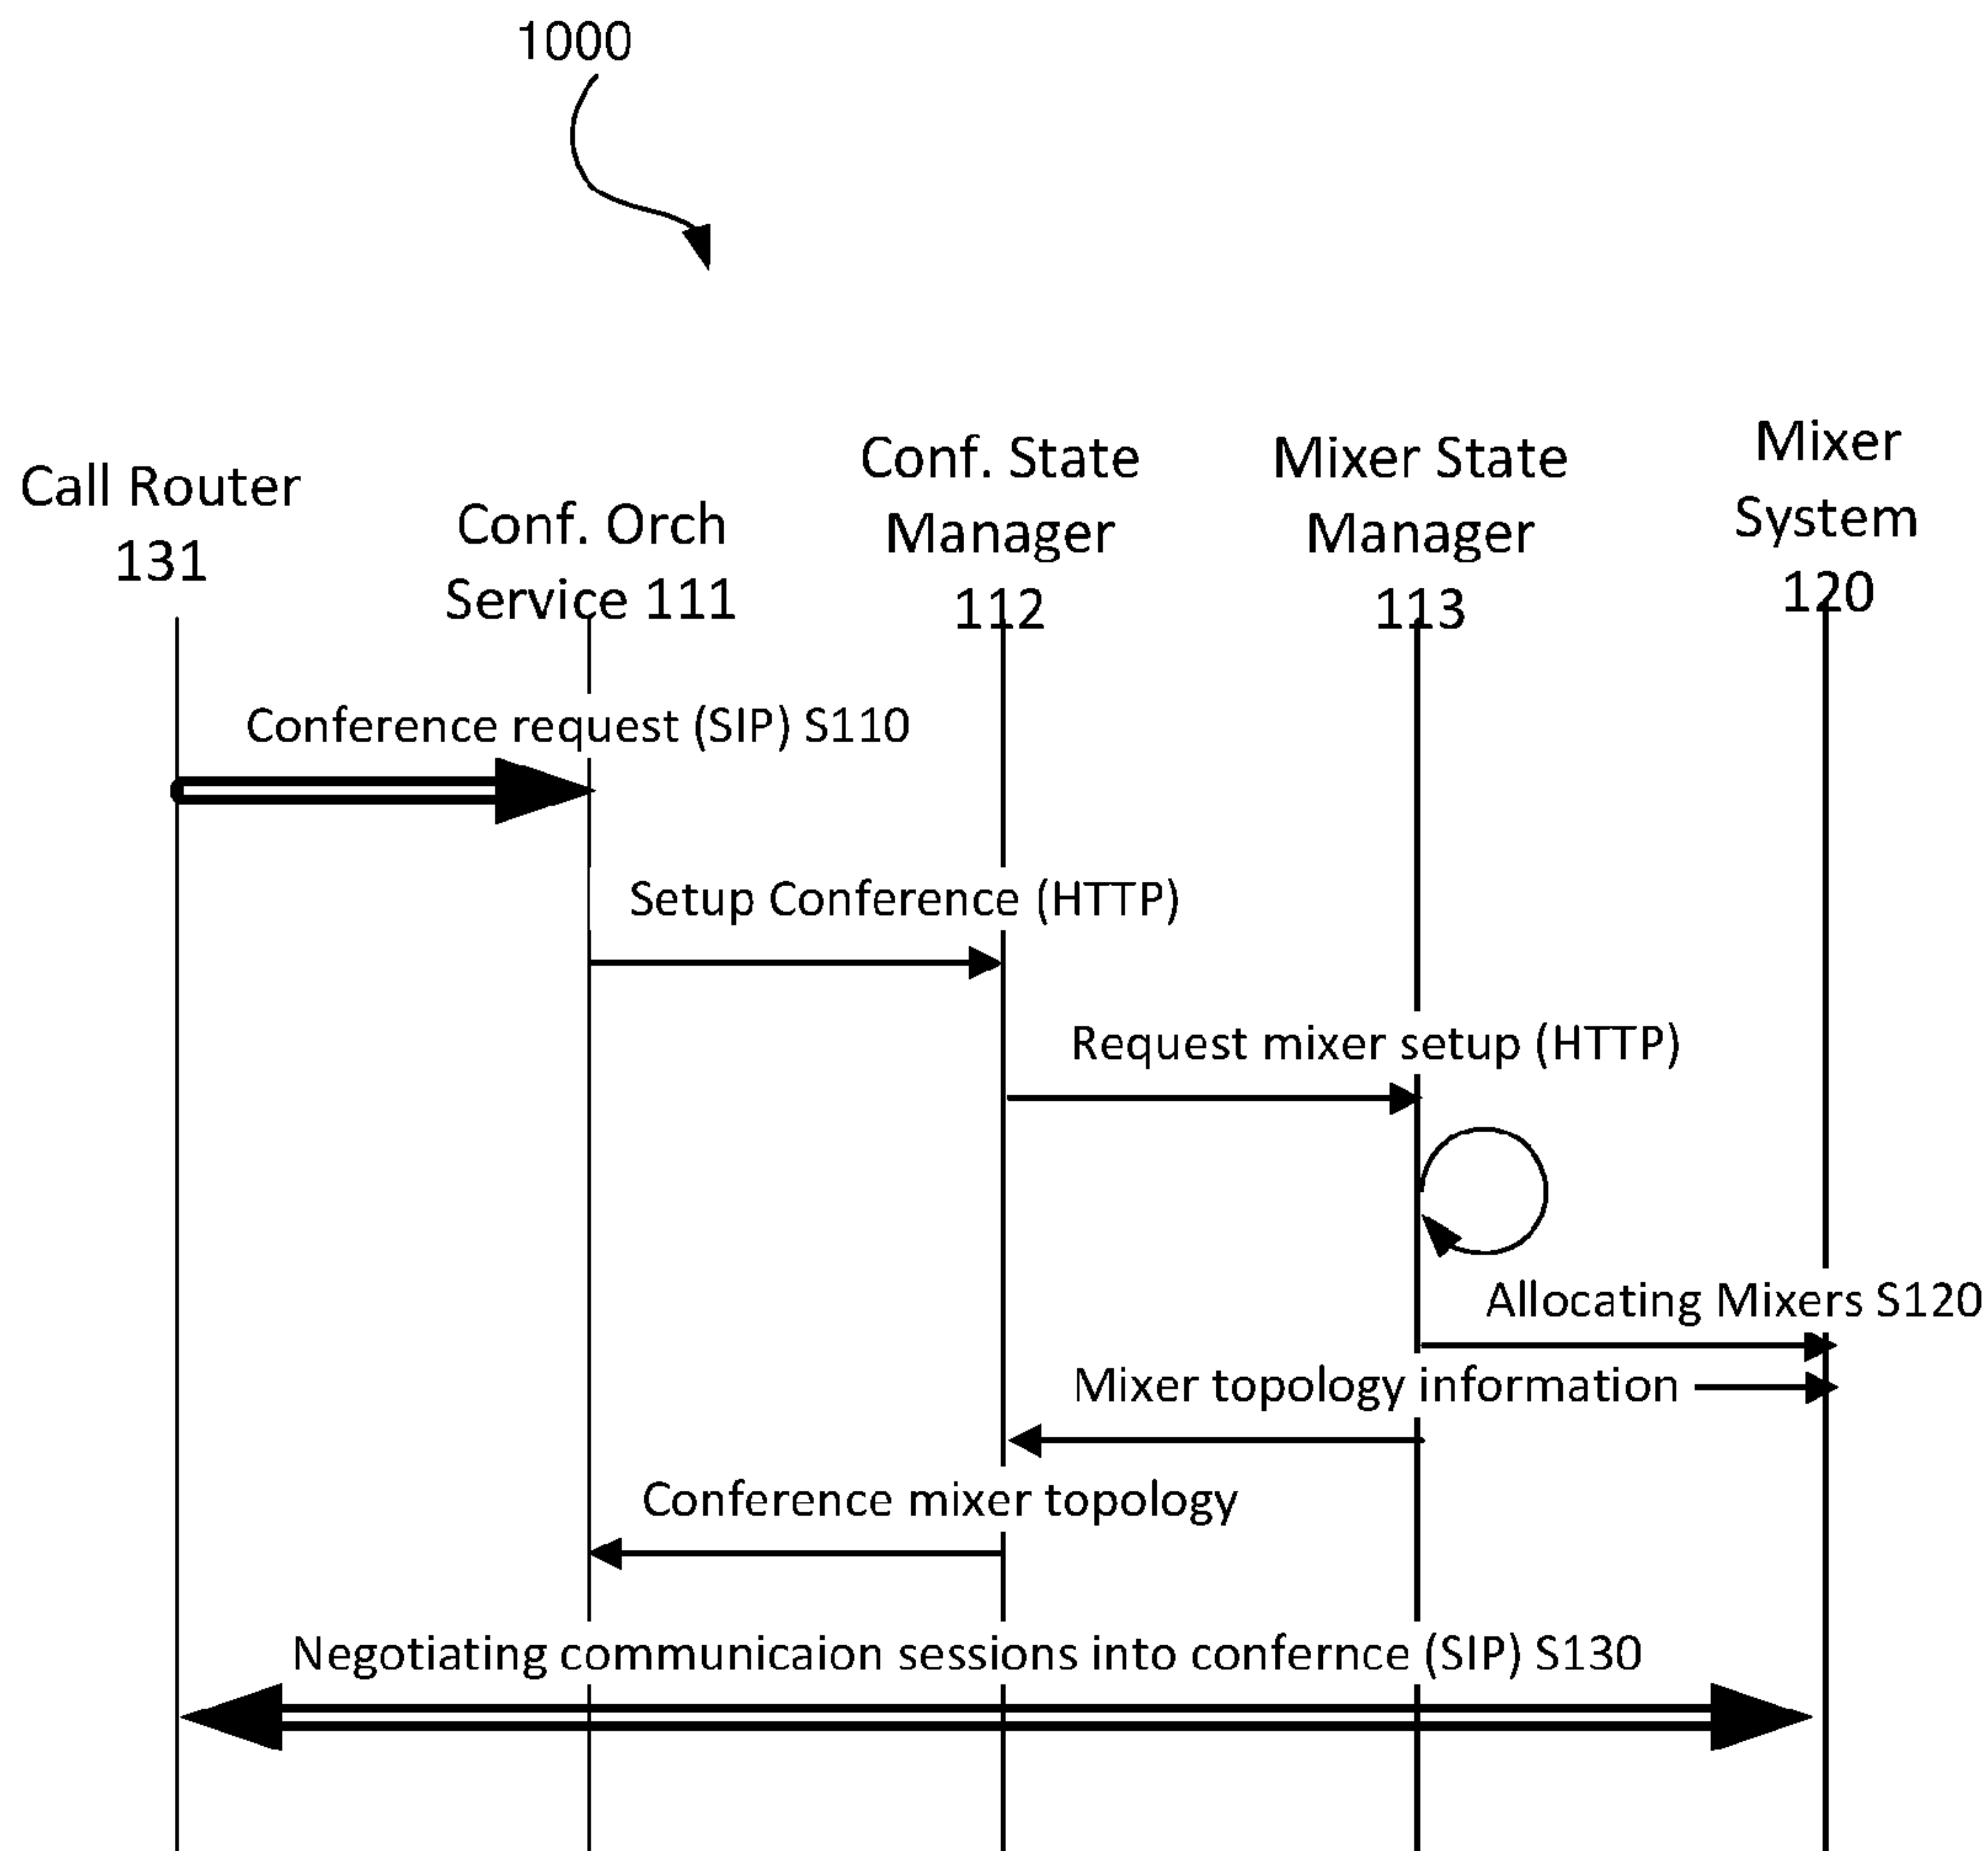 1000
Call Router
131
Conf. Orch
Service 111
Conf. State
Manager
112
Mixer State
Manager
113
Mixer
System
120
Conference request (SIP) S110
Setup Conference (HTTP)
Request mixer setup (HTTP)
Allocating Mixers S120
Mixer topology information
Conference mixer topology
Negotiating communicaion sessions into confernce (SIP) S130